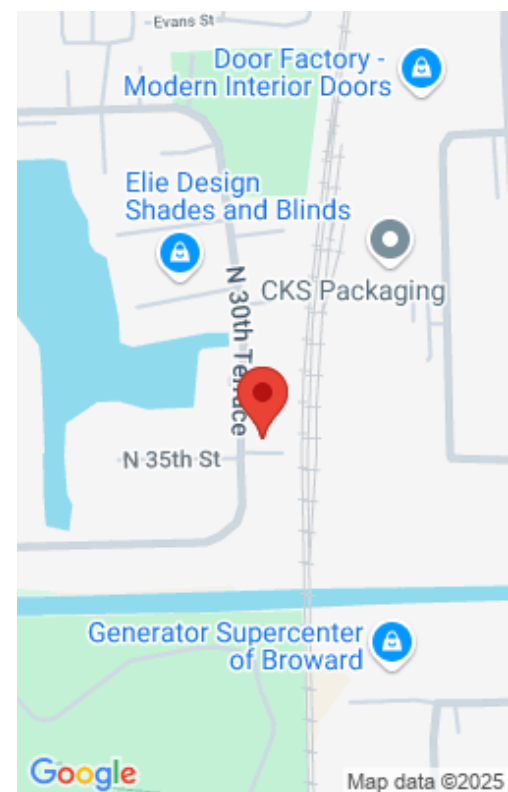 Evans St
Door Factory -
Modern Interior Doors
Elie Design
Shades and Blinds
CKS Packaging
N 30th Terrace
N 35th St
Generator Supercenter
of Broward
Google
Map data ©2025